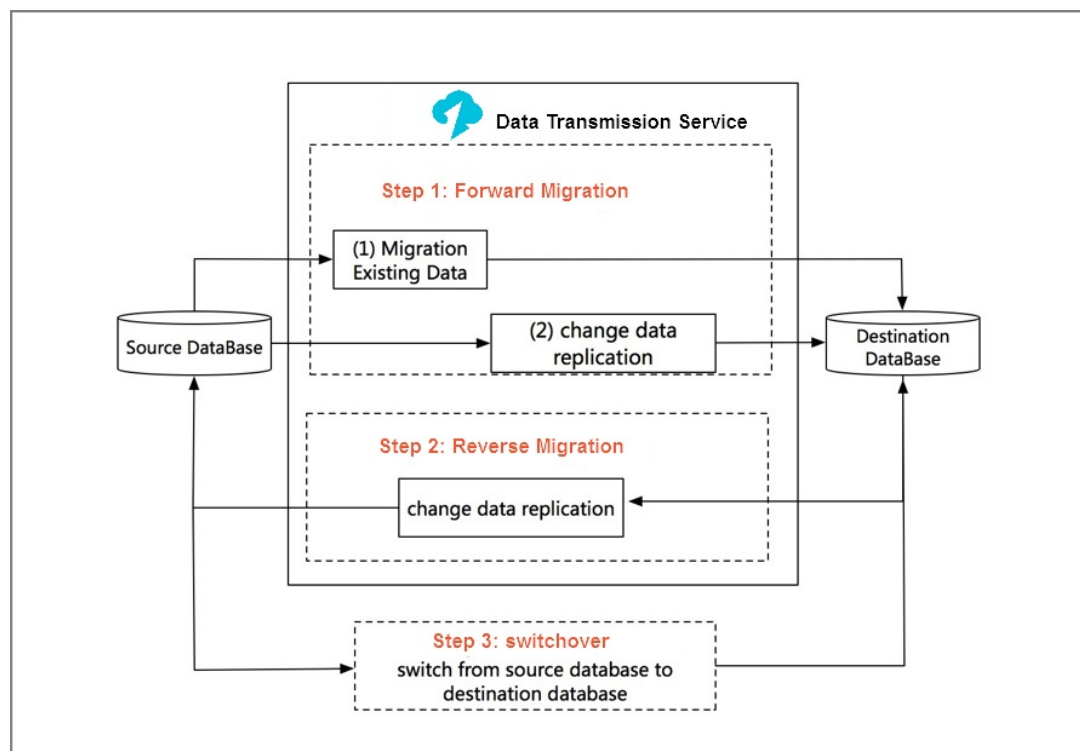 Data Transmission Service
Step 1: Forward Migration
(1) Migration
Existing Data
Source DataBase
(2) change data
replication
Destination
DataBase
Step 2: Reverse Migration
change data replication
Step 3: switchover
switch from source database to
destination database